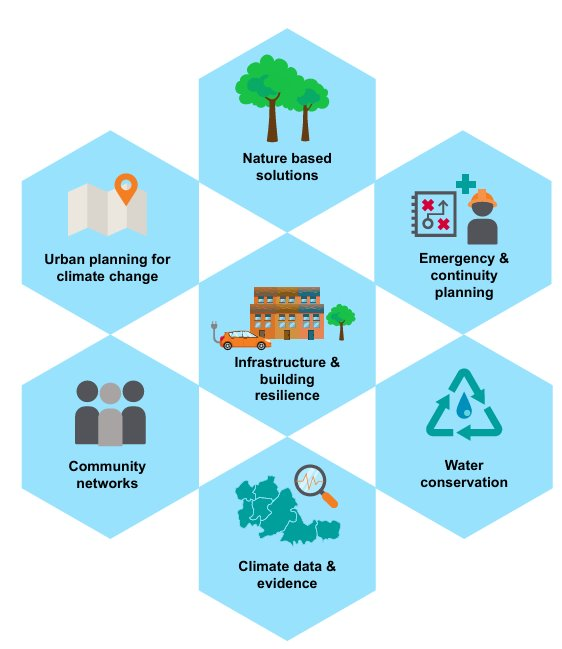 Nature based
solutions
Urban planning for
climate change
Emergency &
continuity
planning
Infrastructure &
building
resilience
Community
networks
Water
conservation
Climate data &
evidence